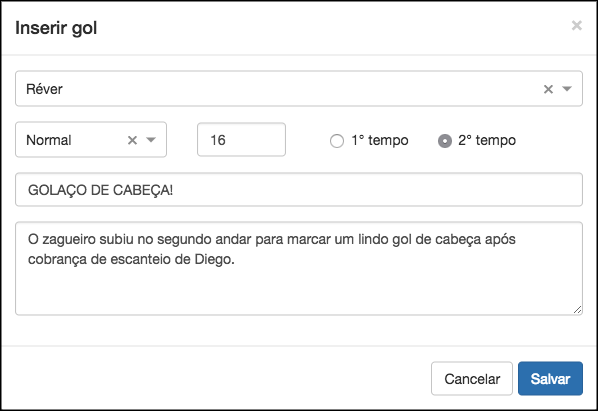 Inserir gol
×
Réver
Normal 16 1° tempo 2° tempo
GOLAÇO DE CABEÇA!
O zagueiro subiu no segundo andar para marcar um lindo gol de cabeça após
cobrança de escanteio de Diego.
Cancelar Salvar